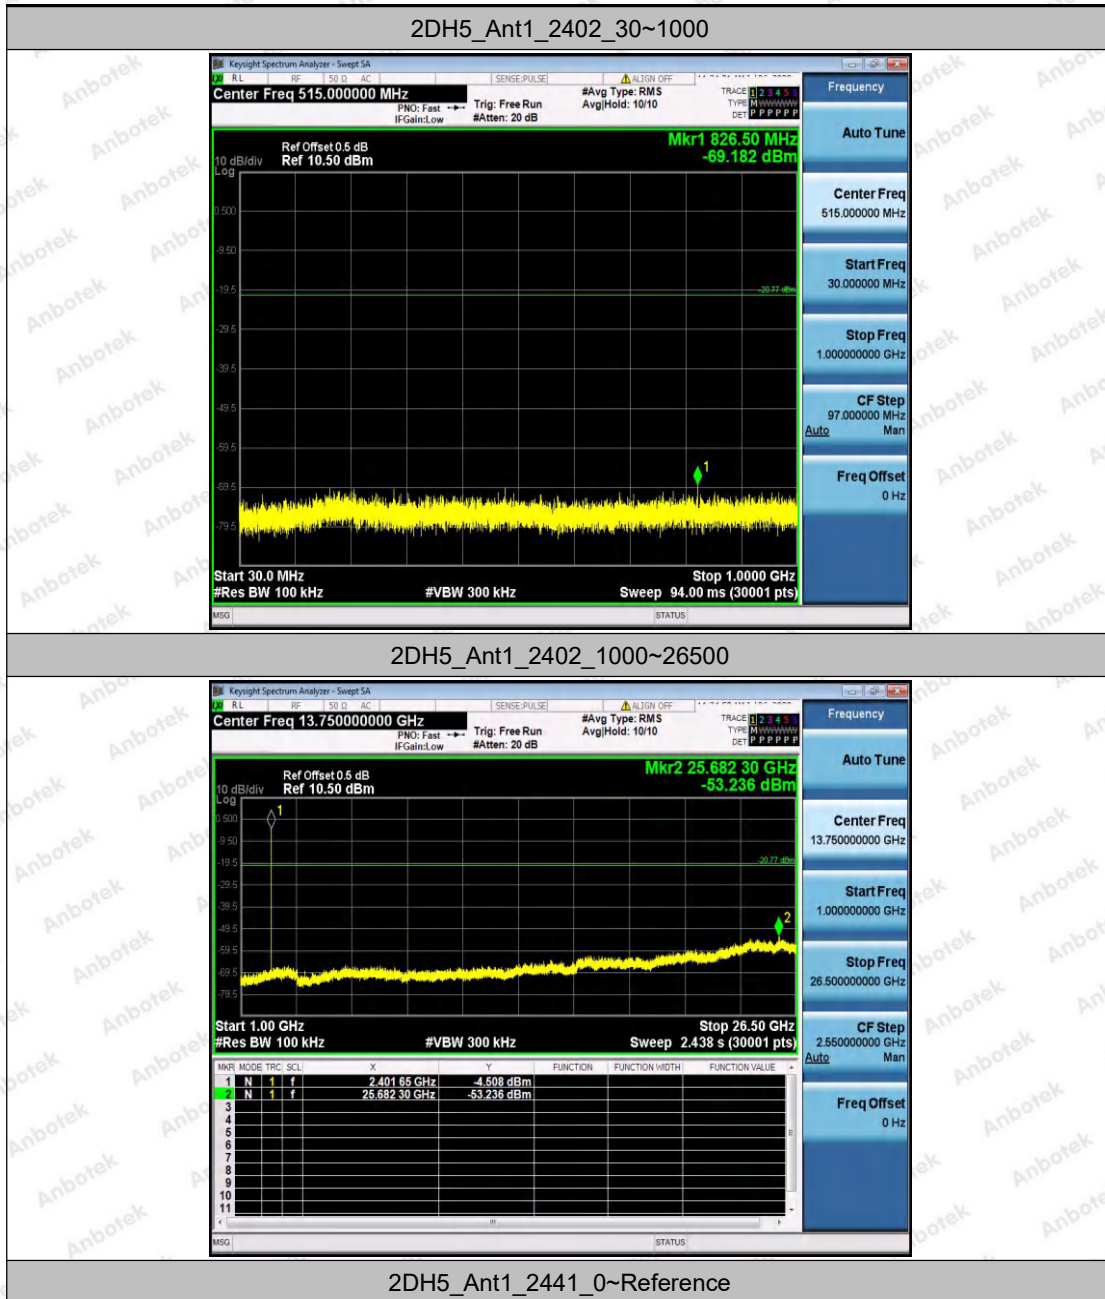 2DH5_Ant1_2402_30~1000
Keysight Spectrum Analyzer - Swept SA
RL RF 50 Ω AC SENSE:PULSE ALIGN OFF
Center Freq 515.000000 MHz
PNO: Fast
IFGain:Low
Trig: Free Run
#Atten: 20 dB
#Avg Type: RMS
Avg|Hold: 10/10
TRACE 1 2 3 4 5 6
TYPE M WWWWW
DET P P P P P P
Mkr1 826.50 MHz
-69.182 dBm
Ref Offset 0.5 dB
10 dB/div Ref 10.50 dBm
Log
0.500
-9.50
-19.5
-20.77 dBm
-29.5
-39.5
-49.5
-59.5
1
-69.5
-79.5
Start 30.0 MHz Stop 1.0000 GHz
#Res BW 100 kHz #VBW 300 kHz Sweep 94.00 ms (30001 pts)
MSG STATUS
Frequency
Auto Tune
Center Freq
515.000000 MHz
Start Freq
30.000000 MHz
Stop Freq
1.000000000 GHz
CF Step
97.000000 MHz
Auto Man
Freq Offset
0 Hz
2DH5_Ant1_2402_1000~26500
Keysight Spectrum Analyzer - Swept SA
RL RF 50 Ω AC SENSE:PULSE ALIGN OFF
Center Freq 13.750000000 GHz
PNO: Fast
IFGain:Low
Trig: Free Run
#Atten: 20 dB
#Avg Type: RMS
Avg|Hold: 10/10
TRACE 1 2 3 4 5 6
TYPE M WWWWW
DET P P P P P P
Mkr2 25.682 30 GHz
-53.236 dBm
Ref Offset 0.5 dB
10 dB/div Ref 10.50 dBm
Log
1
0.500
-9.50
-19.5
-20.77 dBm
-29.5
-39.5
-49.5
2
-59.5
-69.5
-79.5
Start 1.00 GHz Stop 26.50 GHz
#Res BW 100 kHz #VBW 300 kHz Sweep 2.438 s (30001 pts)
MKR MODE TRC SCL X Y FUNCTION FUNCTION WIDTH FUNCTION VALUE
1 N 1 f 2.401 65 GHz -4.508 dBm
2 N 1 f 25.682 30 GHz -53.236 dBm
3
4
5
6
7
8
9
10
11
MSG STATUS
Frequency
Auto Tune
Center Freq
13.750000000 GHz
Start Freq
1.000000000 GHz
Stop Freq
26.500000000 GHz
CF Step
2.550000000 GHz
Auto Man
Freq Offset
0 Hz
2DH5_Ant1_2441_0~Reference